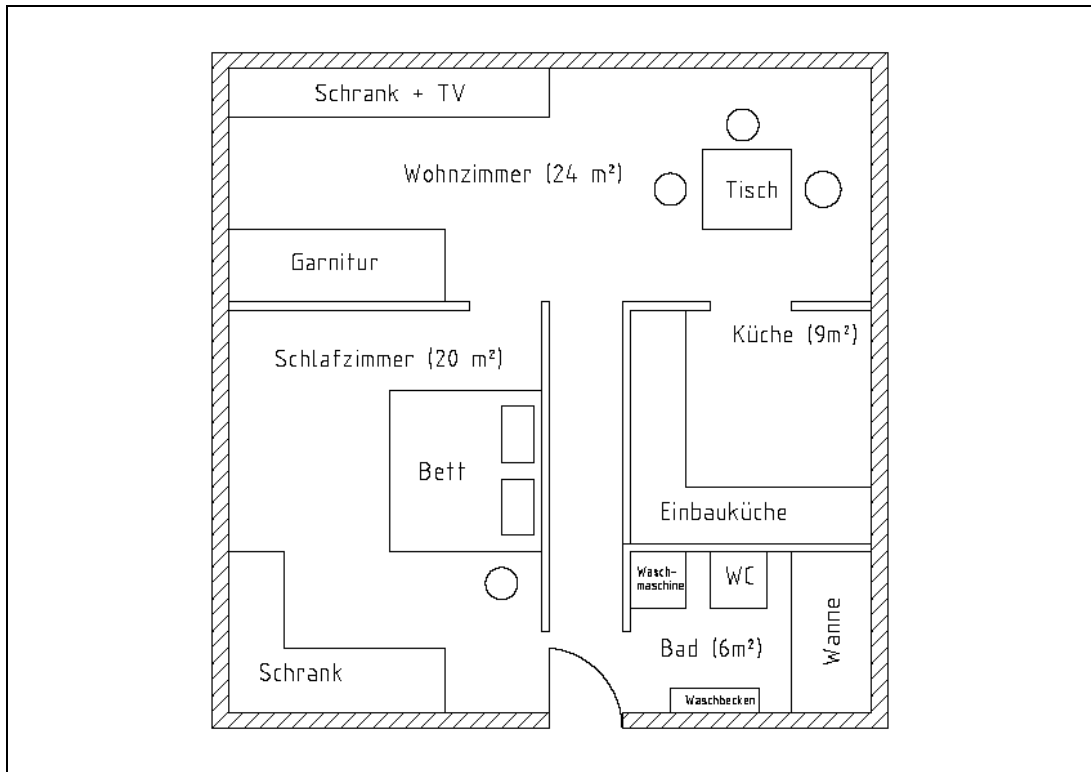 Schrank + TV
Wohnzimmer (24 m²)
Tisch
Garnitur
Küche (9m²)
Schlafzimmer (20 m²)
Bett
Einbauküche
Wasch-
maschine
WC
Wanne
Bad (6m²)
Schrank
Waschbecken